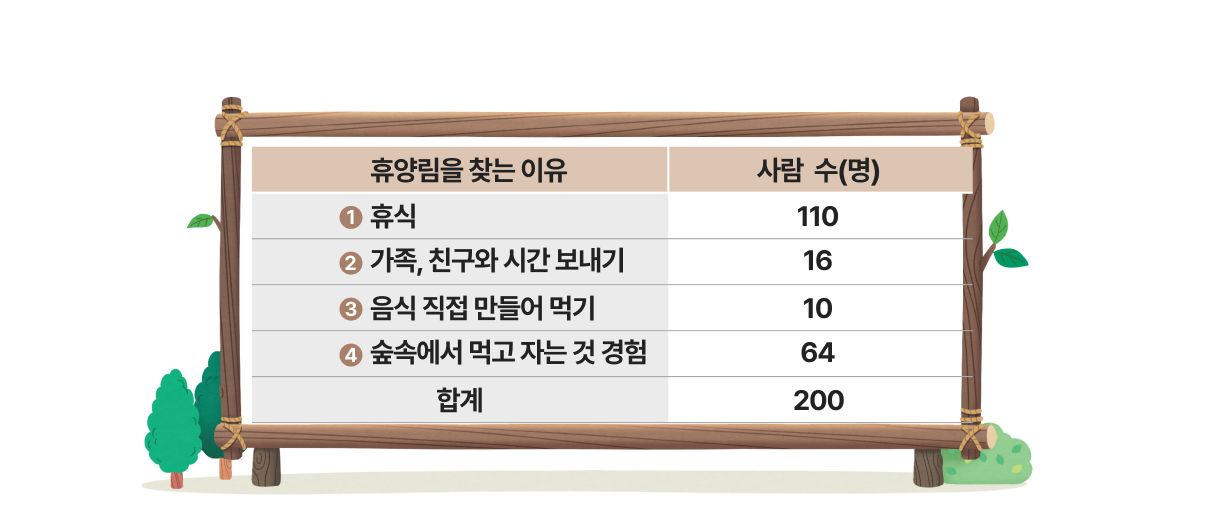 휴양림을 찾는 이유 사람 수(명)
❶ 휴식 110
❷ 가족, 친구와 시간 보내기 16
❸ 음식 직접 만들어 먹기 10
❹ 숲속에서 먹고 자는 것 경험 64
합계 200